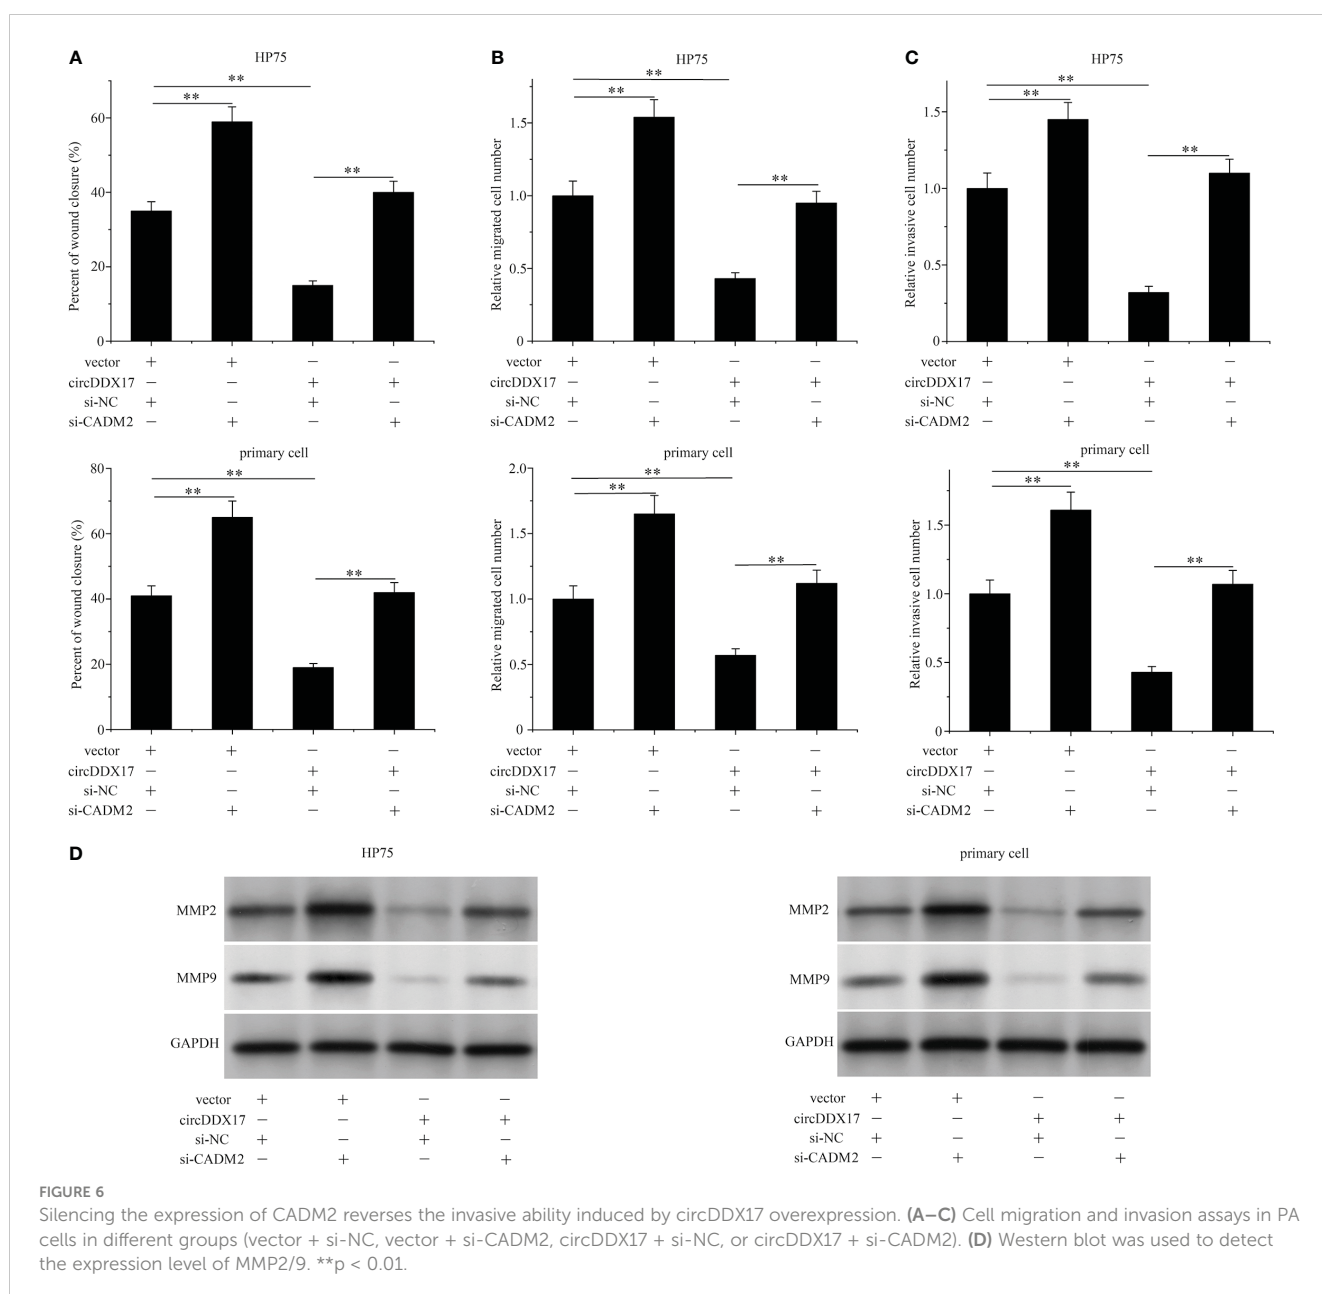 A
HP75
Percent of wound closure (%)
60
40
20
0
**
**
**
vector + + − −
circDDX17 − − + +
si-NC + − + −
si-CADM2 − + − +
B
HP75
Relative migrated cell number
1.5
1.0
0.5
0
**
**
**
vector + + − −
circDDX17 − − + +
si-NC + − + −
si-CADM2 − + − +
C
HP75
Relative invasive cell number
1.5
1.0
0.5
0
**
**
**
vector + + − −
circDDX17 − − + +
si-NC + − + −
si-CADM2 − + − +
primary cell
Percent of wound closure (%)
80
60
40
20
0
**
**
**
vector + + − −
circDDX17 − − + +
si-NC + − + −
si-CADM2 − + − +
primary cell
Relative migrated cell number
2.0
1.5
1.0
0.5
0
**
**
**
vector + + − −
circDDX17 − − + +
si-NC + − + −
si-CADM2 − + − +
primary cell
Relative invasive cell number
1.5
1.0
0.5
0
**
**
**
vector + + − −
circDDX17 − − + +
si-NC + − + −
si-CADM2 − + − +
D
HP75
MMP2
MMP9
GAPDH
vector + + − −
circDDX17 − − + +
si-NC + − + −
si-CADM2 − + − +
primary cell
MMP2
MMP9
GAPDH
vector + + − −
circDDX17 − − + +
si-NC + − + −
si-CADM2 − + − +
FIGURE 6
Silencing the expression of CADM2 reverses the invasive ability induced by circDDX17 overexpression. (A–C) Cell migration and invasion assays in PA
cells in different groups (vector + si-NC, vector + si-CADM2, circDDX17 + si-NC, or circDDX17 + si-CADM2). (D) Western blot was used to detect
the expression level of MMP2/9. **p < 0.01.